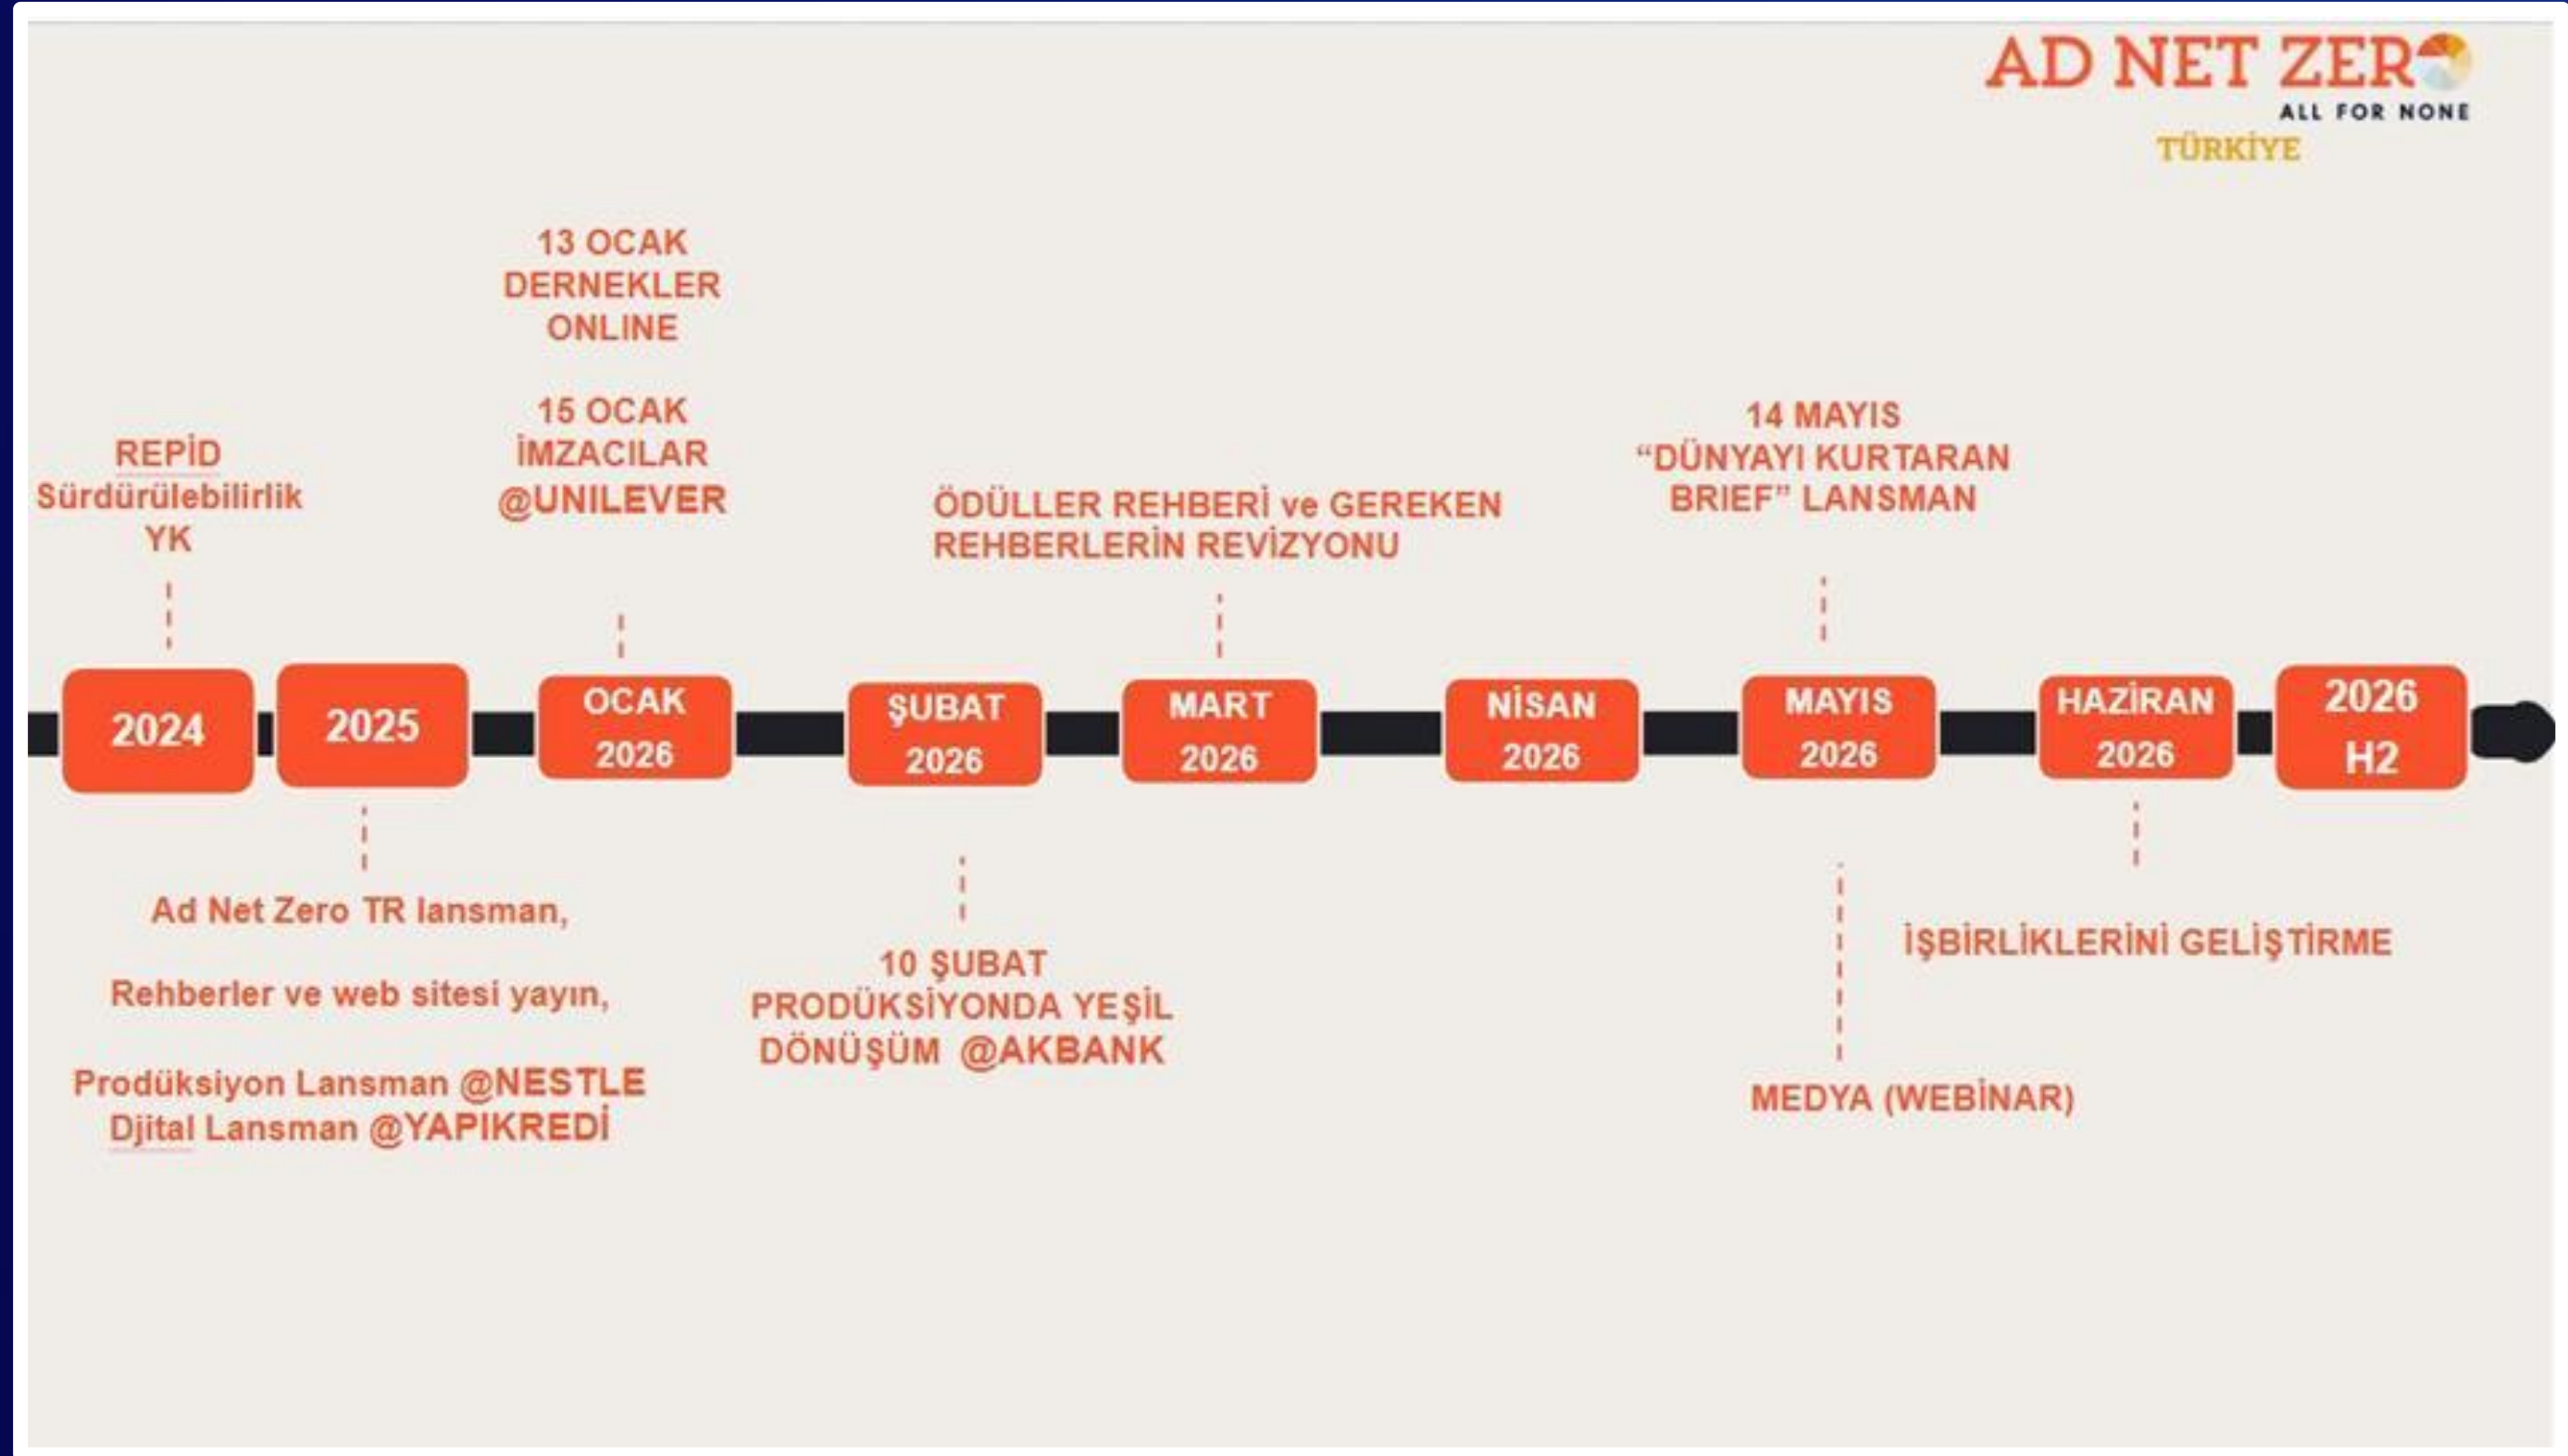 AD NET ZERO
ALL FOR NONE
TÜRKİYE
13 OCAK
DERNEKLER
ONLINE
15 OCAK
İMZACILAR
@UNILEVER
REPİD
Sürdürülebilirlik
YK
ÖDÜLLER REHBERİ ve GEREKEN
REHBERLERİN REVİZYONU
14 MAYIS
“DÜNYAYI KURTARAN
BRIEF” LANSMAN
2024
2025
OCAK
2026
ŞUBAT
2026
MART
2026
NİSAN
2026
MAYIS
2026
HAZİRAN
2026
2026
H2
Ad Net Zero TR lansman,
Rehberler ve web sitesi yayın,
Prodüksiyon Lansman @NESTLE
Djital Lansman @YAPIKREDİ
10 ŞUBAT
PRODÜKSİYONDA YEŞİL
DÖNÜŞÜM @AKBANK
İŞBİRLİKLERİNİ GELİŞTİRME
MEDYA (WEBİNAR)